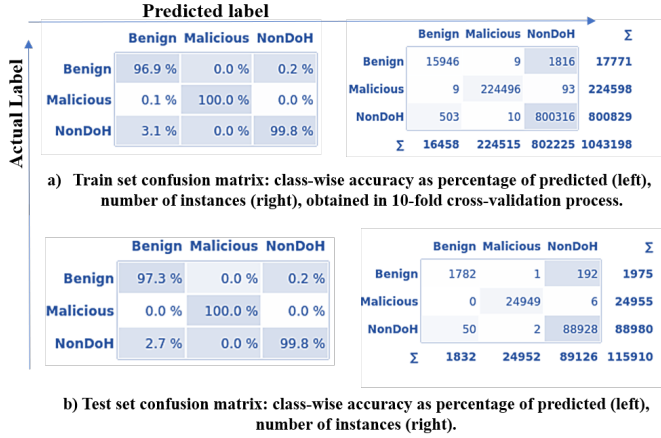 Predicted label
Actual Label
Benign Malicious NonDoH
Benign 96.9 % 0.0 % 0.2 %
Malicious 0.1 % 100.0 % 0.0 %
NonDoH 3.1 % 0.0 % 99.8 %
Benign Malicious NonDoH Σ
Benign 15946 9 1816 17771
Malicious 9 224496 93 224598
NonDoH 503 10 800316 800829
Σ 16458 224515 802225 1043198
a) Train set confusion matrix: class-wise accuracy as percentage of predicted (left),
number of instances (right), obtained in 10-fold cross-validation process.
Benign Malicious NonDoH
Benign 97.3 % 0.0 % 0.2 %
Malicious 0.0 % 100.0 % 0.0 %
NonDoH 2.7 % 0.0 % 99.8 %
Benign Malicious NonDoH Σ
Benign 1782 1 192 1975
Malicious 0 24949 6 24955
NonDoH 50 2 88928 88980
Σ 1832 24952 89126 115910
b) Test set confusion matrix: class-wise accuracy as percentage of predicted (left),
number of instances (right).